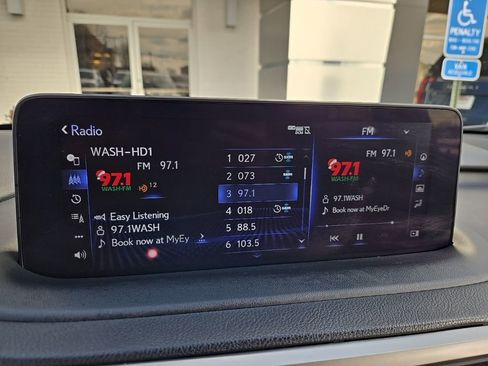 PENALTY
VAN
Radio
WASH-HD1
FM 97.1
97.1
WASH-FM
HD 12
Easy Listening
97.1WASH
Book now at MyEy ...
1 027
2 073
3 97.1
4 018
5 88.5
6 103.5
FM
FM 97.1
97.1
WASH-FM
97.1WASH
Book now at MyEyeDr